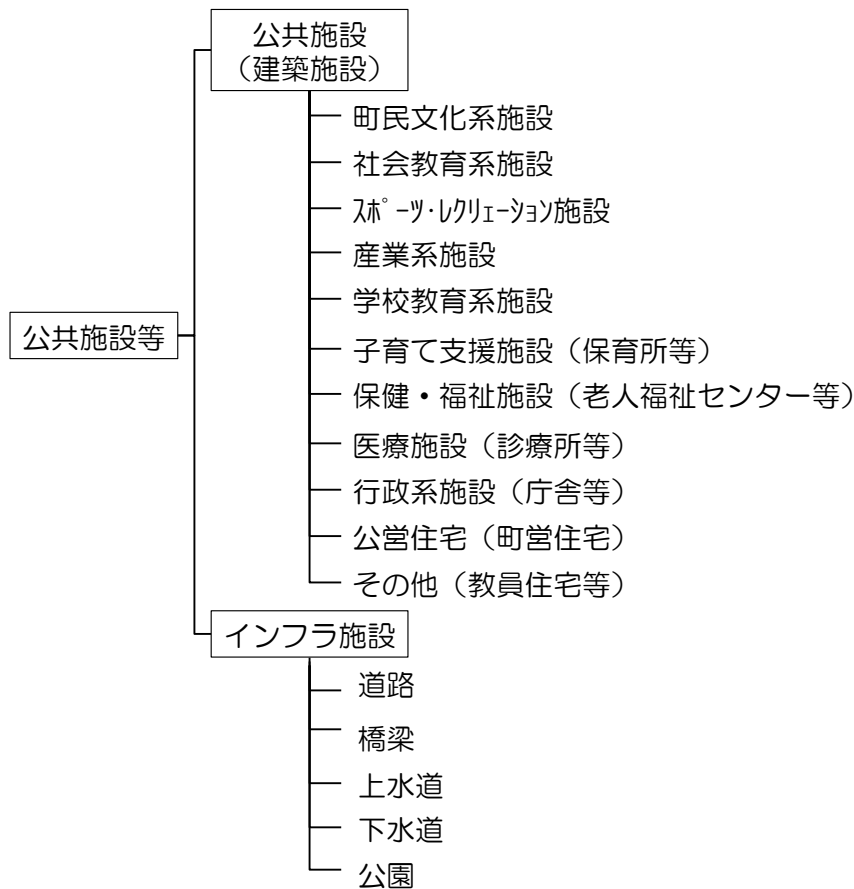 公共施設等
公共施設
（建築施設）
町民文化系施設
社会教育系施設
ｽﾎﾟｰﾂ･ﾚｸﾘｪｰｼｮﾝ施設
産業系施設
学校教育系施設
子育て支援施設（保育所等）
保健・福祉施設（老人福祉センター等）
医療施設（診療所等）
行政系施設（庁舎等）
公営住宅（町営住宅）
その他（教員住宅等）
インフラ施設
道路
橋梁
上水道
下水道
公園